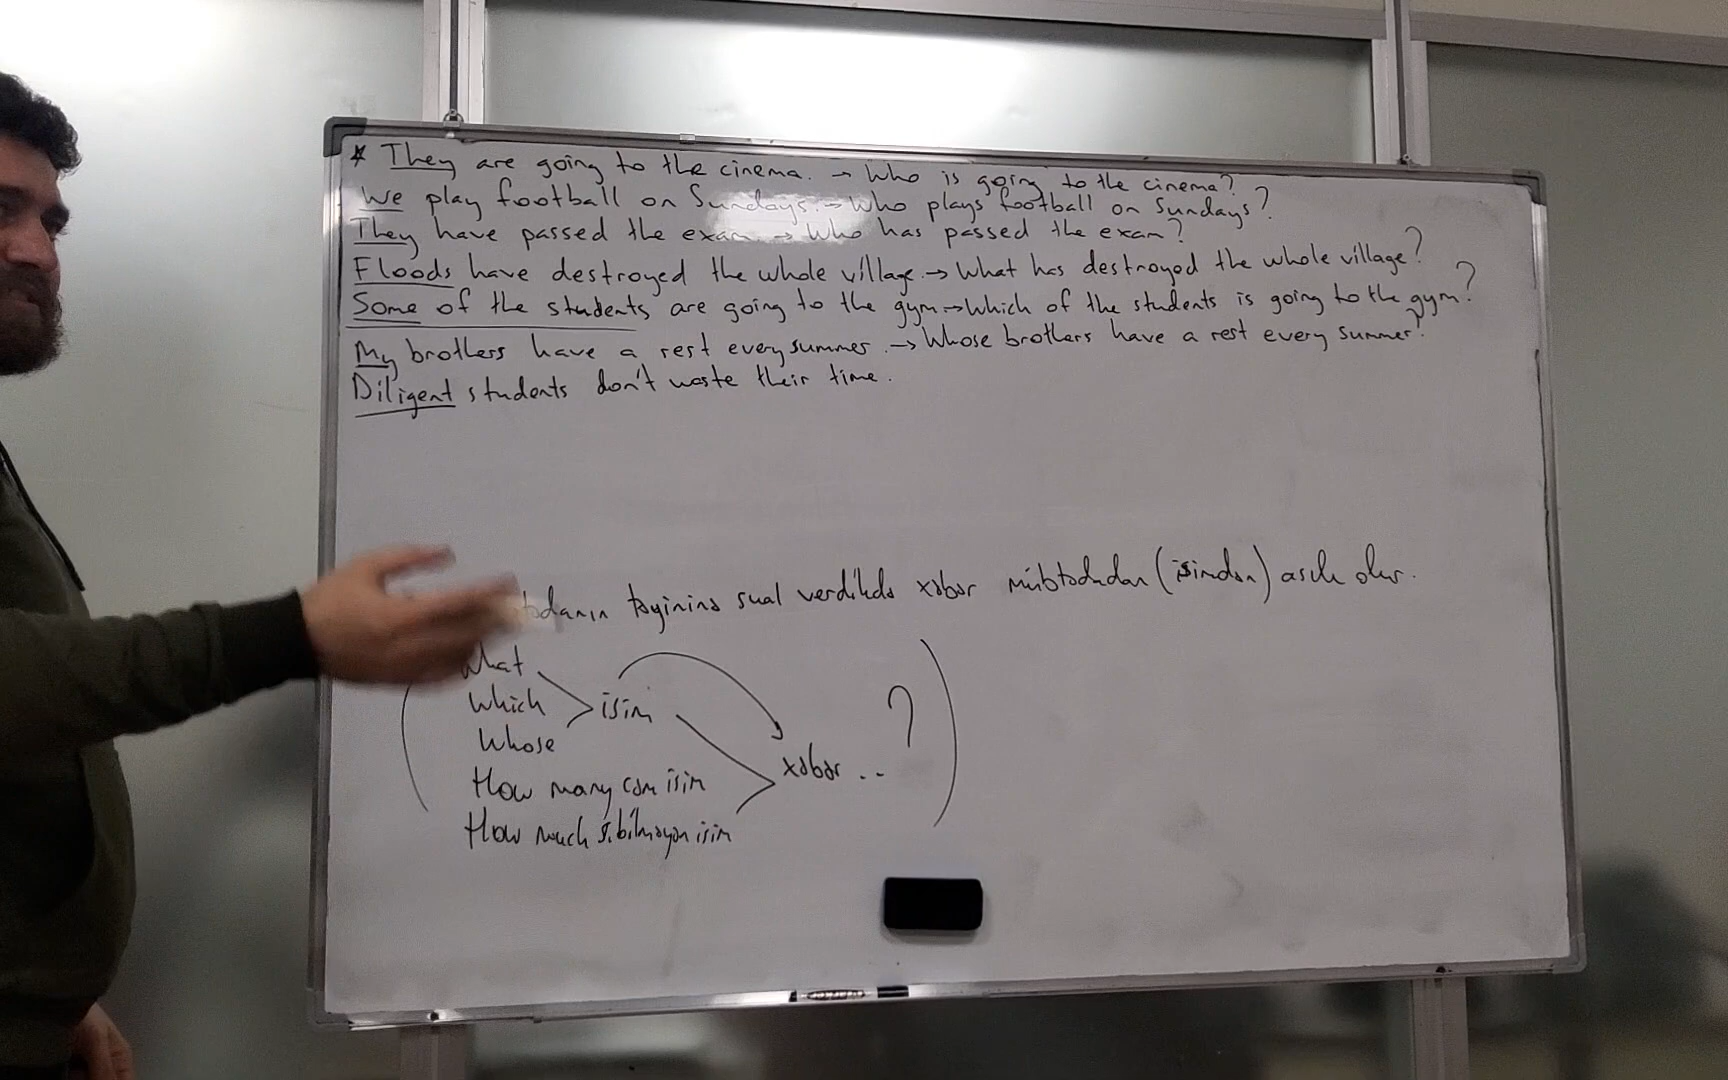 * They are going to the cinema. → Who is going to the cinema?
We play football on Sundays. → Who plays football on Sundays?
They have passed the exam → Who has passed the exam?
Floods have destroyed the whole village → What has destroyed the whole village?
Some of the students are going to the gym → Which of the students is going to the gym?
My brothers have a rest every summer. → Whose brothers have a rest every summer?
Diligent students don't waste their time.
təyininə sual verdikdə xəbər mübtədadan (isimdən) asılı olur.
What
Which
isim
Whose
xəbər .. ?
How many cəm isim
How much s.bilməyən isim